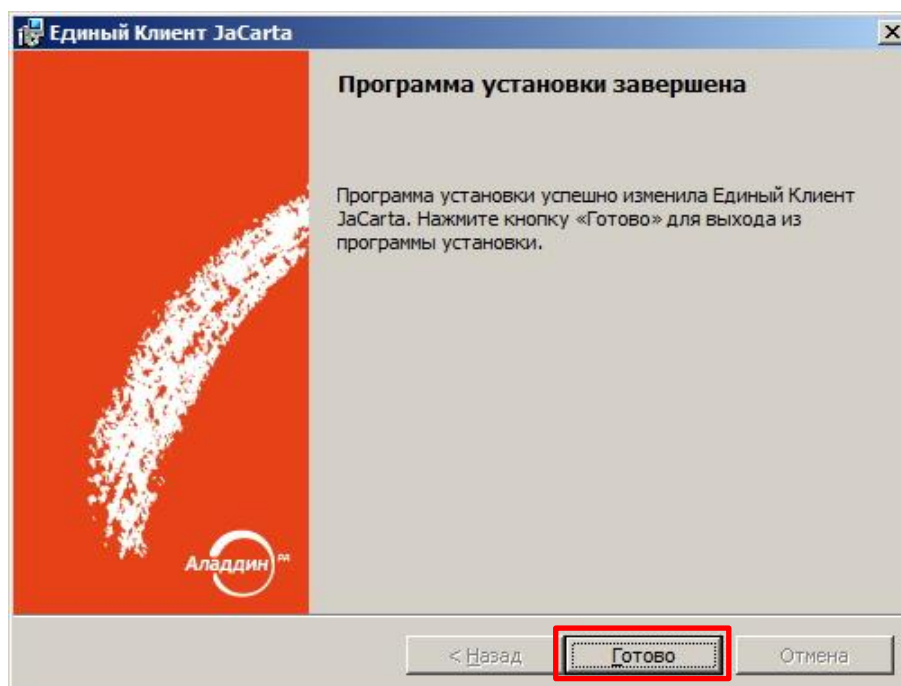 Единый Клиент JaCarta
Программа установки завершена
Программа установки успешно изменила Единый Клиент
JaCarta. Нажмите кнопку «Готово» для выхода из
программы установки.
Аладдин РД
< Назад
Готово
Отмена